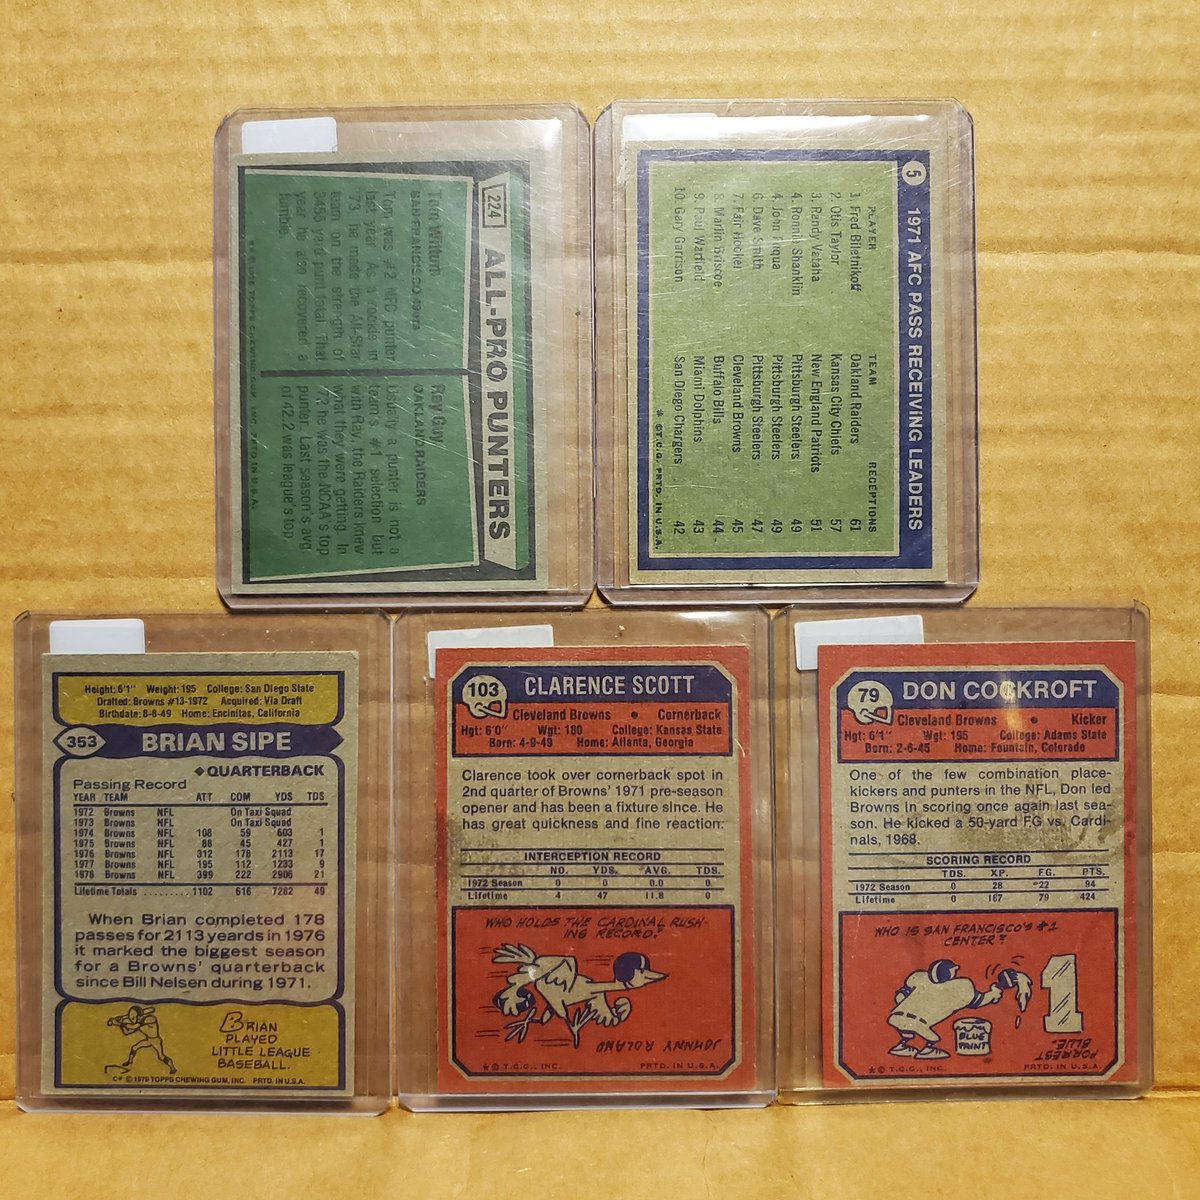 224
ALL-PRO PUNTERS
Tom Wittum
SAN FRANCISCO 49ers
Tom was #2 NFC punter
last year. As a rookie in
'73 he made the All-Star
team on the strength of
3455 yard punt total. That
year he also recovered a
fumble.
Ray Guy
OAKLAND RAIDERS
Usually a punter is not a
team's #1 selection but
with Ray, the Raiders knew
what they were getting. In
'72 he was the NCAA's top
punter. Last season's avg
of 42.2 was league's top.
TOPPS CHEWING GUM, INC. PRTD. IN U.S.A.
5
1971 AFC PASS RECEIVING LEADERS
PLAYER TEAM RECEPTIONS
1. Fred Biletnikoff Oakland Raiders 61
2. Otis Taylor Kansas City Chiefs 57
3. Randy Vataha New England Patriots 51
4. Ronnie Shanklin Pittsburgh Steelers 49
4. John Fuqua Pittsburgh Steelers 49
6. Dave Smith Pittsburgh Steelers 47
7. Fair Hooker Cleveland Browns 45
8. Marlin Briscoe Buffalo Bills 44
9. Paul Warfield Miami Dolphins 43
10. Gary Garrison San Diego Chargers 42
* © T.C.G. PRTD. IN U.S.A.
Height: 6'1" Weight: 195 College: San Diego State
Drafted: Browns #13-1972 Acquired: Via Draft
Birthdate: 8-8-49 Home: Encinitas, California
353
BRIAN SIPE
◆QUARTERBACK
Passing Record
YEAR TEAM ATT COM YDS TDS
1972 Browns NFL On Taxi Squad
1973 Browns NFL On Taxi Squad
1974 Browns NFL 108 59 603 1
1975 Browns NFL 88 45 427 1
1976 Browns NFL 312 178 2113 17
1977 Browns NFL 195 112 1233 9
1978 Browns NFL 399 222 2906 21
Lifetime Totals .......... 1102 616 7282 49
When Brian completed 178
passes for 2113 yeards in 1976
it marked the biggest season
for a Browns' quarterback
since Bill Nelsen during 1971.
BRIAN
PLAYED
LITTLE LEAGUE
BASEBALL.
C* © 1979 TOPPS CHEWING GUM, INC. PRTD. IN U.S.A.
103
CLARENCE SCOTT
Cleveland Browns • Cornerback
Hgt: 6'0" Wgt: 180 College: Kansas State
Born: 4-9-49 Home: Atlanta, Georgia
Clarence took over cornerback spot in
2nd quarter of Browns' 1971 pre-season
opener and has been a fixture since. He
has great quickness and fine reaction.
INTERCEPTION RECORD
NO. YDS. AVG. TDS.
1972 Season 0 0 0.0 0
Lifetime 4 47 11.8 0
WHO HOLDS THE CARDINAL RUSH-
ING RECORD?
JOHNNY ROLAND
* © T.C.G., INC. PRTD. IN U.S.A.
79
DON COCKROFT
Cleveland Browns • Kicker
Hgt: 6'1" Wgt: 195 College: Adams State
Born: 2-6-45 Home: Fountain, Colorado
One of the few combination place-
kickers and punters in the NFL, Don led
Browns in scoring once again last sea-
son. He kicked a 50-yard FG vs. Cardi-
nals, 1968.
SCORING RECORD
TDS. XP. FG. PTS.
1972 Season 0 28 22 94
Lifetime 0 187 79 424
WHO IS SAN FRANCISCO'S #1
CENTER?
1
BLUE
PAINT
FORREST
BLUE.
* © T.C.G., INC. PRTD. IN U.S.A.